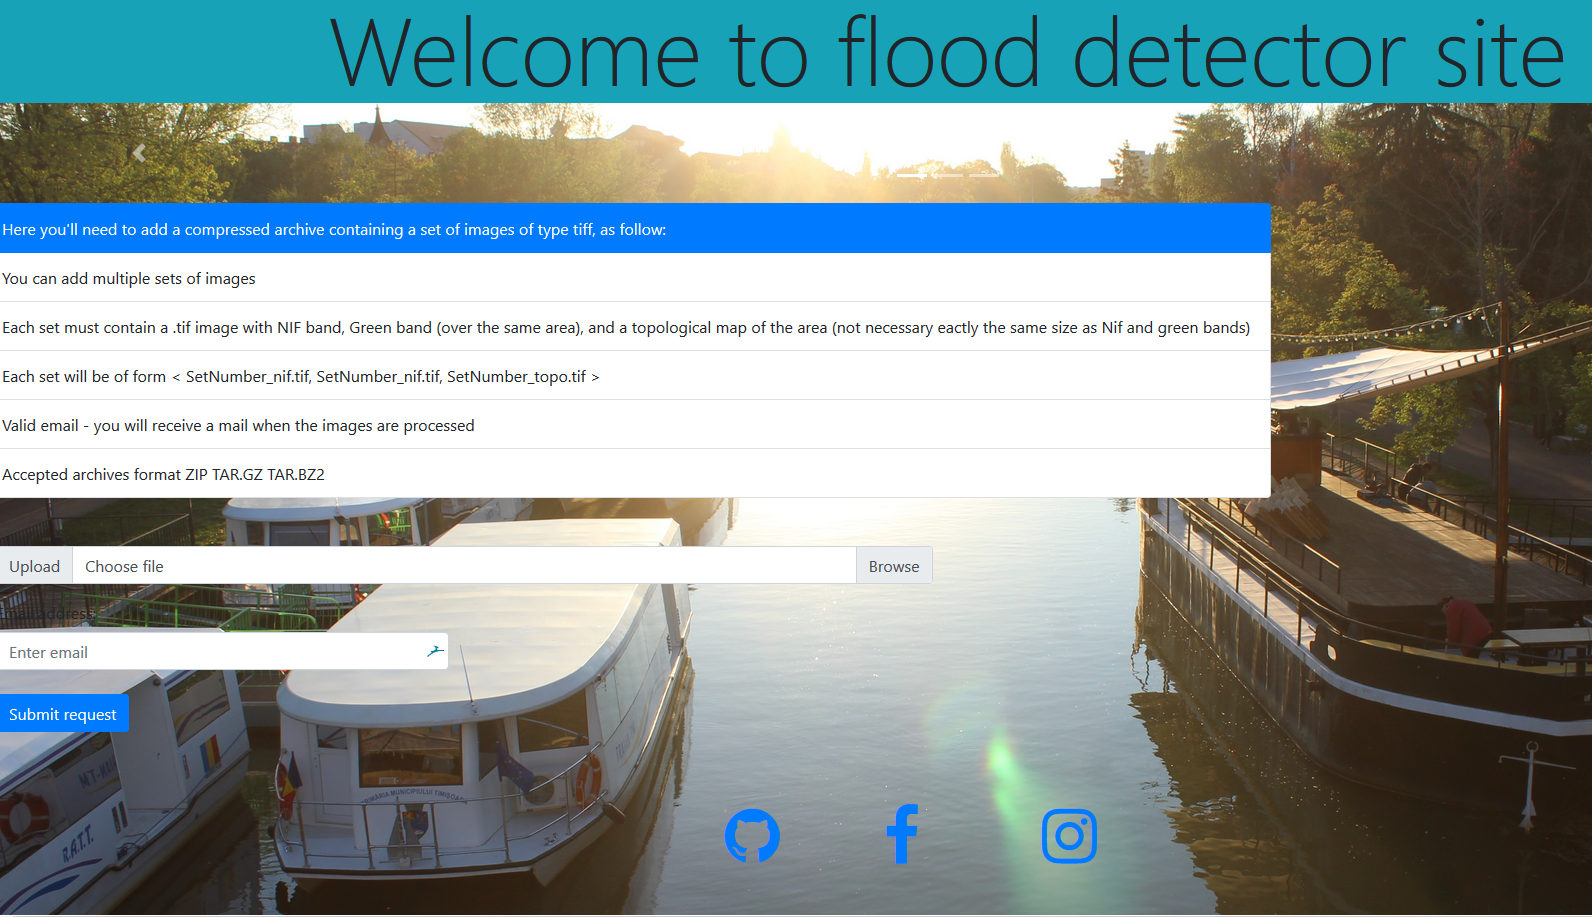 Welcome to flood detector site
Here you'll need to add a compressed archive containing a set of images of type tiff, as follow:
You can add multiple sets of images
Each set must contain a .tif image with NIF band, Green band (over the same area), and a topological map of the area (not necessary eactly the same size as Nif and green bands)
Each set will be of form < SetNumber_nif.tif, SetNumber_nif.tif, SetNumber_topo.tif >
Valid email - you will receive a mail when the images are processed
Accepted archives format ZIP TAR.GZ TAR.BZ2
Upload Choose file Browse
Email address
Enter email
Submit request
PRIMĂRIA MUNICIPIULUI TIMIŞOARA
R.A.T.T.